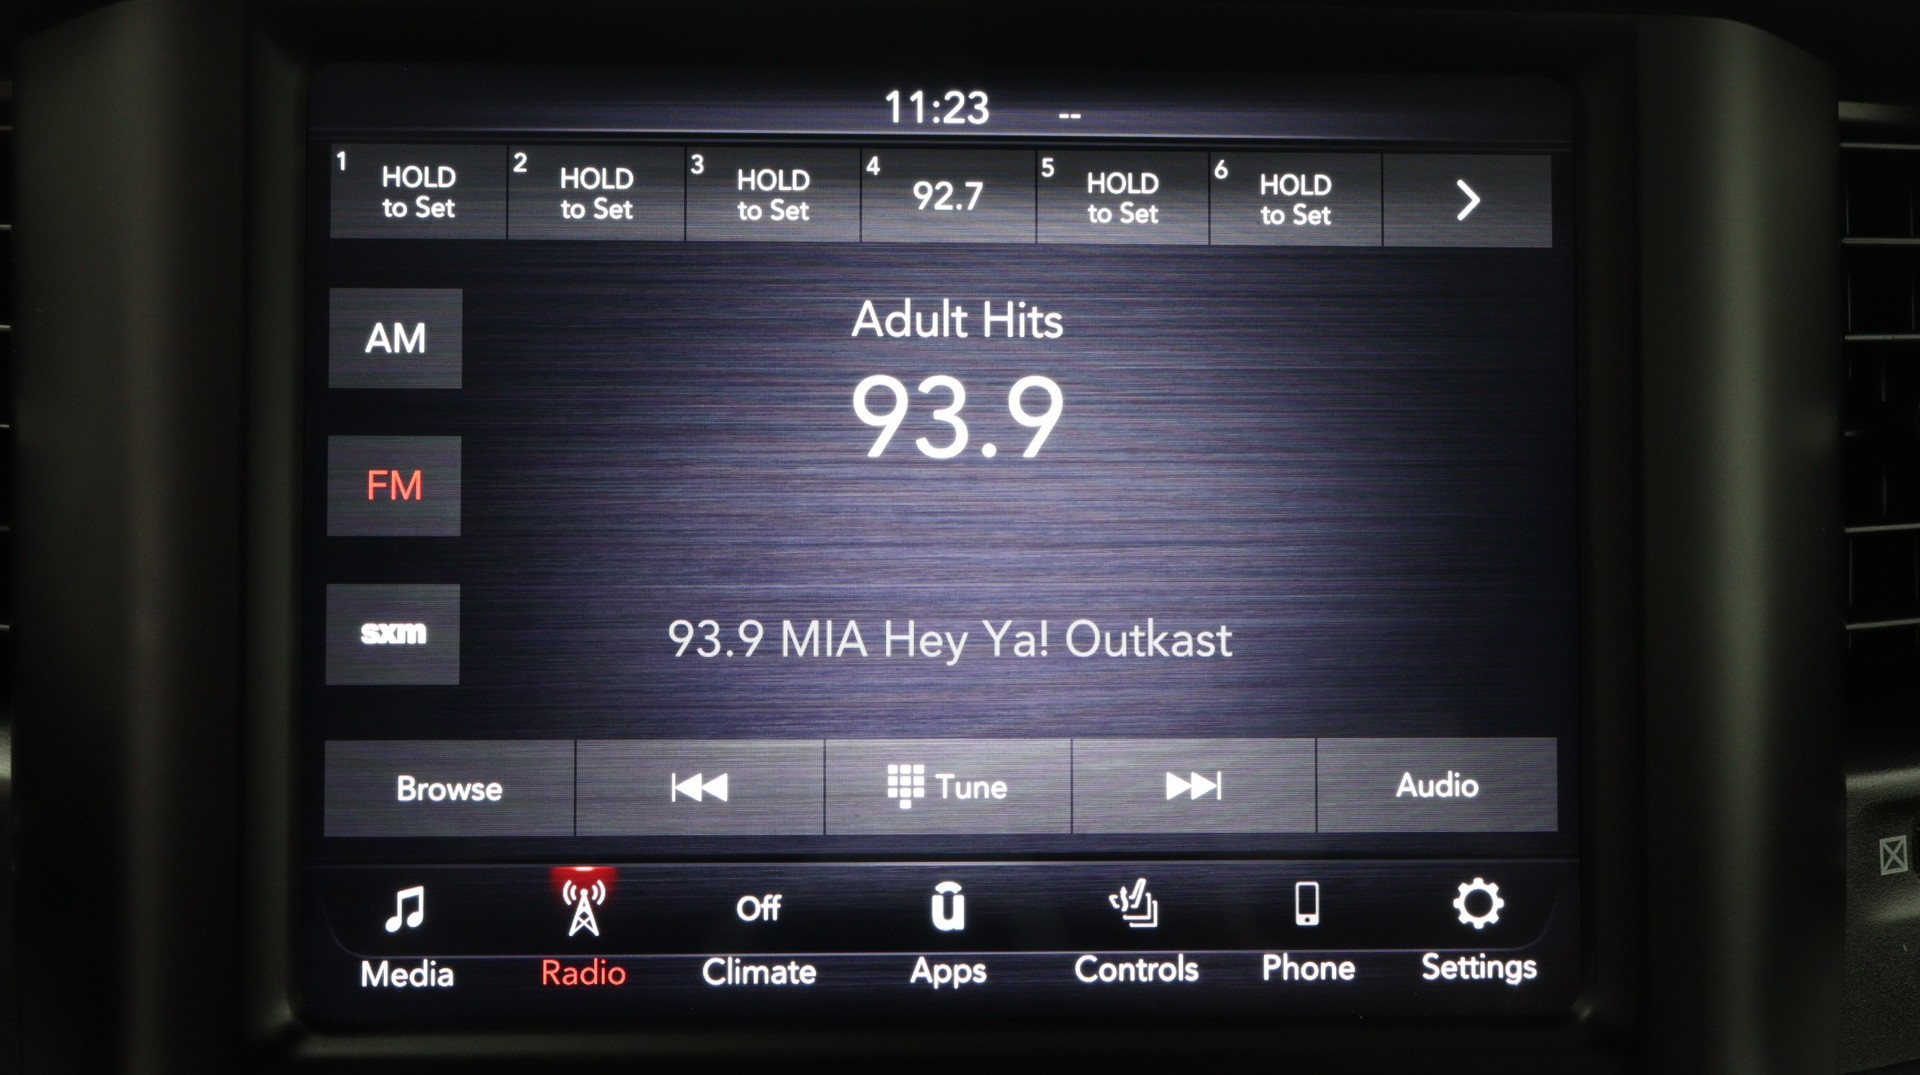 11:23 --
1 HOLD to Set
2 HOLD to Set
3 HOLD to Set
4 92.7
5 HOLD to Set
6 HOLD to Set
AM
Adult Hits
93.9
FM
sxm
93.9 MIA Hey Ya! Outkast
Browse Tune Audio
Off u
Media Radio Climate Apps Controls Phone Settings